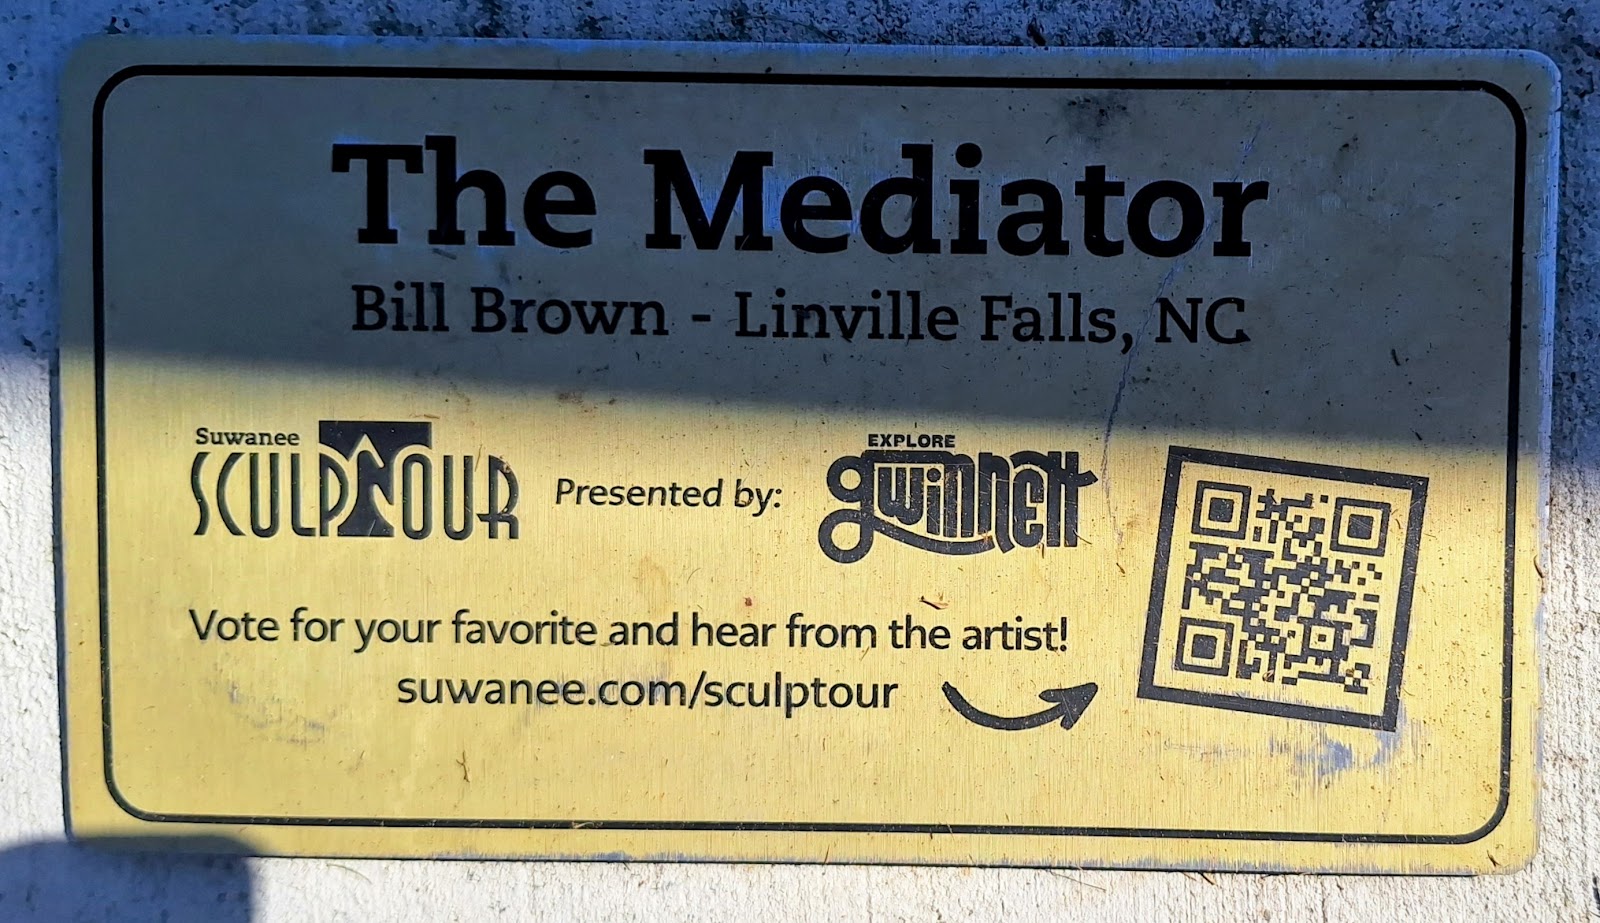 The Mediator
Bill Brown - Linville Falls, NC
Suwanee
SCULPTOUR
Presented by:
EXPLORE
gwinnett
Vote for your favorite and hear from the artist!
suwanee.com/sculptour